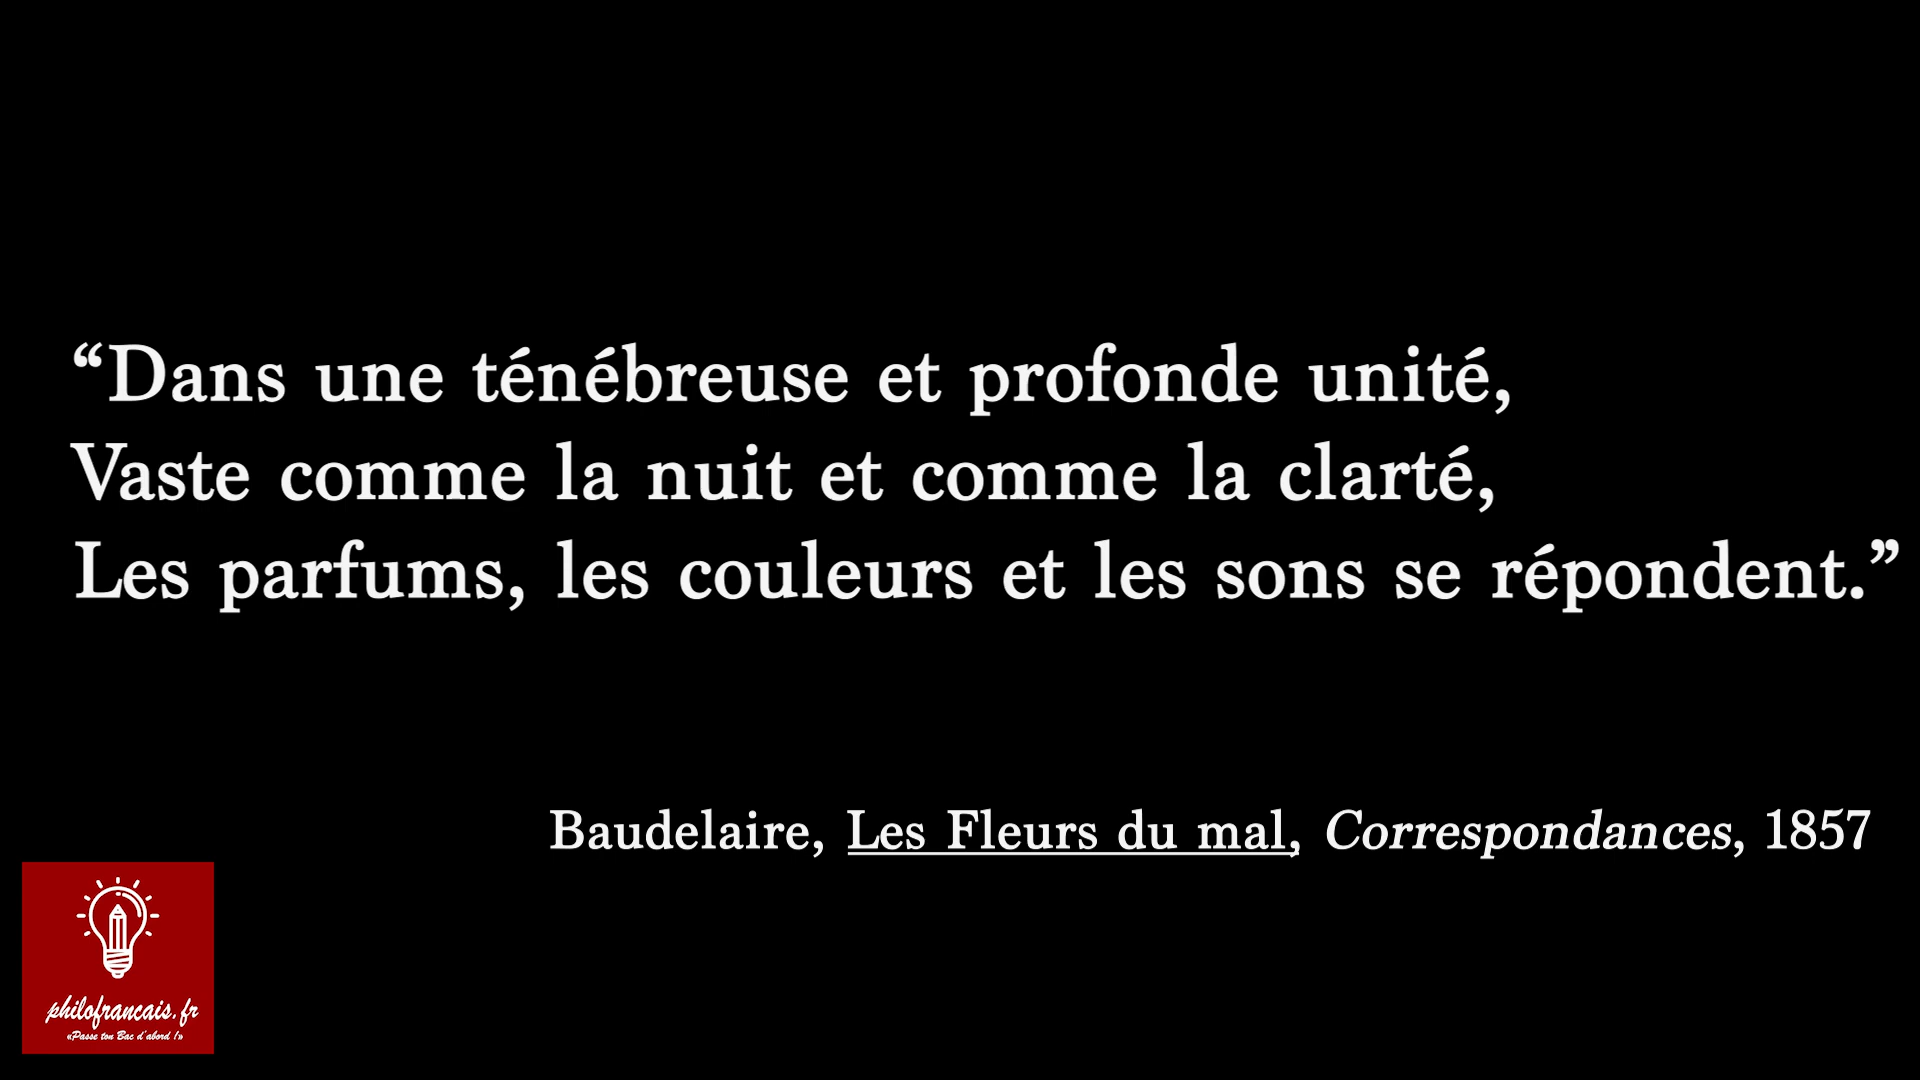 “Dans une ténébreuse et profonde unité,
Vaste comme la nuit et comme la clarté,
Les parfums, les couleurs et les sons se répondent.”
Baudelaire, Les Fleurs du mal, Correspondances, 1857
philofrancais.fr
«Passe ton Bac d'abord !»